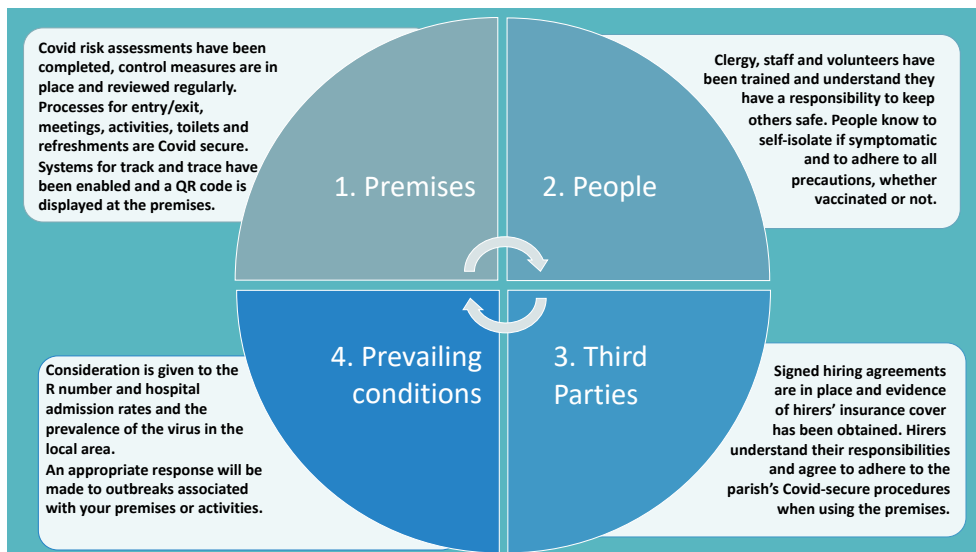 Covid risk assessments have been
completed, control measures are in
place and reviewed regularly.
Processes for entry/exit,
meetings, activities, toilets and
refreshments are Covid secure.
Systems for track and trace have
been enabled and a QR code is
displayed at the premises.
1. Premises
Clergy, staff and volunteers have
been trained and understand they
have a responsibility to keep
others safe. People know to
self-isolate if symptomatic
and to adhere to all
precautions, whether
vaccinated or not.
2. People
Signed hiring agreements
are in place and evidence
of hirers’ insurance cover
has been obtained. Hirers
understand their responsibilities
and agree to adhere to the
parish’s Covid-secure procedures
when using the premises.
3. Third
Parties
Consideration is given to the
R number and hospital
admission rates and the
prevalence of the virus in the
local area.
An appropriate response will be
made to outbreaks associated
with your premises or activities.
4. Prevailing
conditions